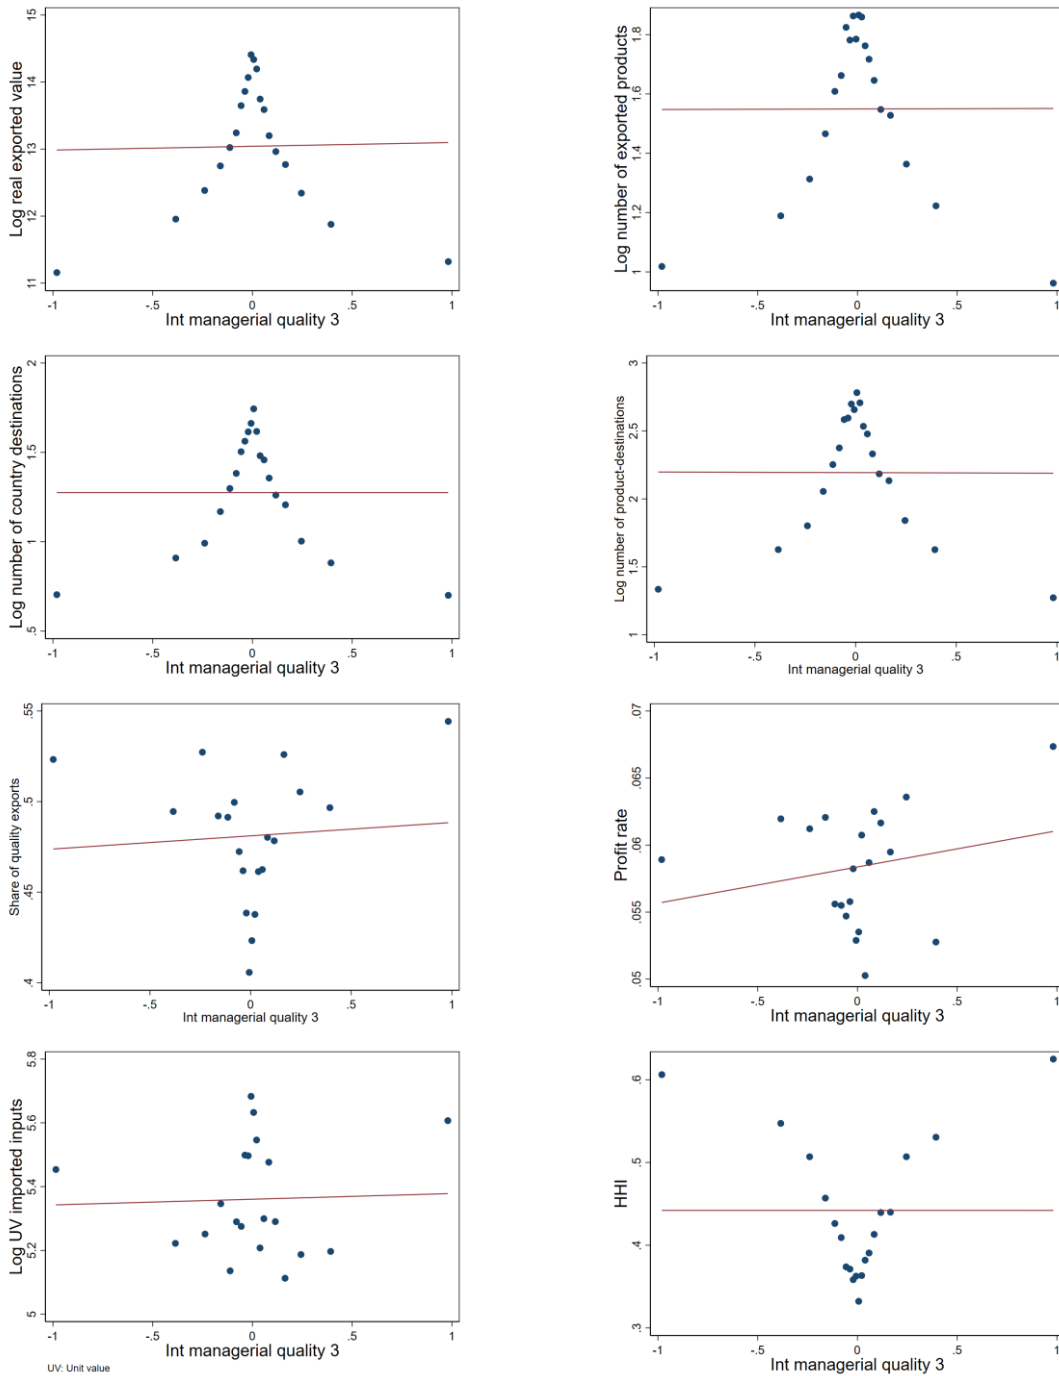 Log real exported value
15
14
13
12
11
-1 -.5 0 .5 1
Int managerial quality 3
Log number of exported products
1.8
1.6
1.4
1.2
1
-1 -.5 0 .5 1
Int managerial quality 3
Log number of country destinations
2
1.5
1
.5
-1 -.5 0 .5 1
Int managerial quality 3
Log number of product-destinations
3
2.5
2
1.5
1
-1 -.5 0 .5 1
Int managerial quality 3
Share of quality exports
.55
.5
.45
.4
-1 -.5 0 .5 1
Int managerial quality 3
Profit rate
.07
.065
.06
.055
.05
-1 -.5 0 .5 1
Int managerial quality 3
Log UV imported inputs
5.8
5.6
5.4
5.2
5
-1 -.5 0 .5 1
Int managerial quality 3
UV: Unit value
HHI
.6
.5
.4
.3
-1 -.5 0 .5 1
Int managerial quality 3